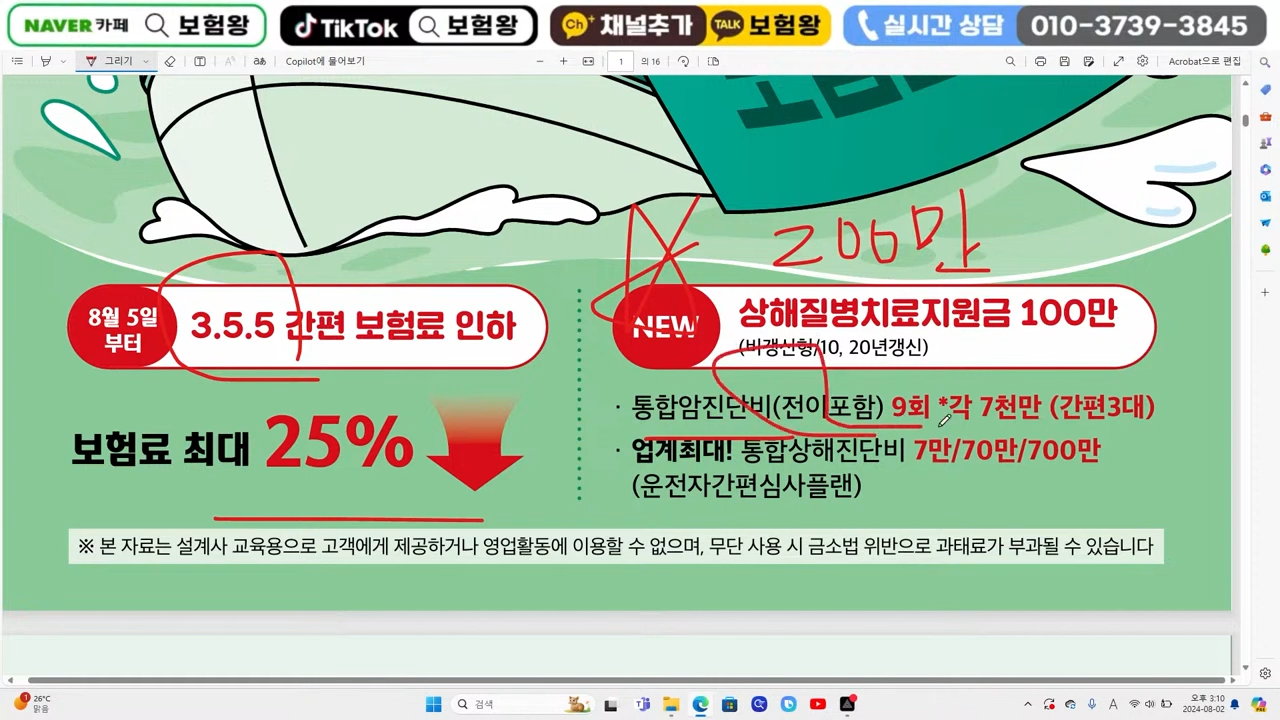 NAVER 카페 보험왕
TikTok 보험왕
Ch+ 채널추가 TALK 보험왕
실시간 상담 010-3739-3845
그리기
Copilot에 물어보기
1 의 16
Acrobat으로 편집
200만
8월 5일
부터
3.5.5 간편 보험료 인하
NEW
상해질병치료지원금 100만
(비갱신형/10, 20년갱신)
보험료 최대 25%
· 통합암진단비(전이포함) 9회 *각 7천만 (간편3대)
· 업계최대! 통합상해진단비 7만/70만/700만
(운전자간편심사플랜)
※ 본 자료는 설계사 교육용으로 고객에게 제공하거나 영업활동에 이용할 수 없으며, 무단 사용 시 금소법 위반으로 과태료가 부과될 수 있습니다
1
26°C
맑음
검색
A
오후 3:10
2024-08-02